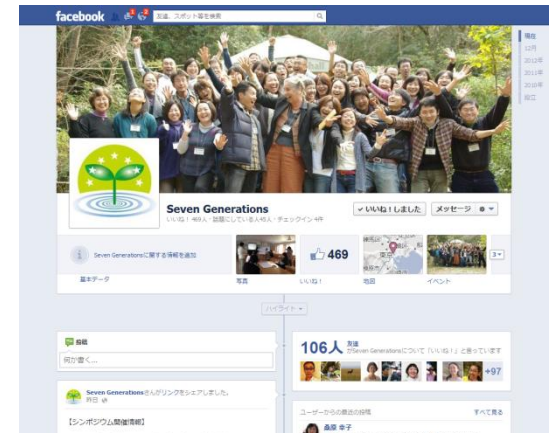 facebook
友達、スポット等を検索
現在
12月
2012年
2011年
2010年
設立
Seven Generations
いいね! 469人・話題にしている人45人・チェックイン 4件
いいね!しました
メッセージ
Seven Generationsに関する情報を追加
基本データ
写真
469
いいね!
東京
地図
イベント
3
ハイライト
投稿
何か書く...
106人 友達
がSeven Generationsについて「いいね!」と言っています
+97
Seven Generationsさんがリンクをシェアしました。
昨日
【シンポジウム開催情報】
ユーザーからの最近の投稿
すべて見る
桑原 幸子